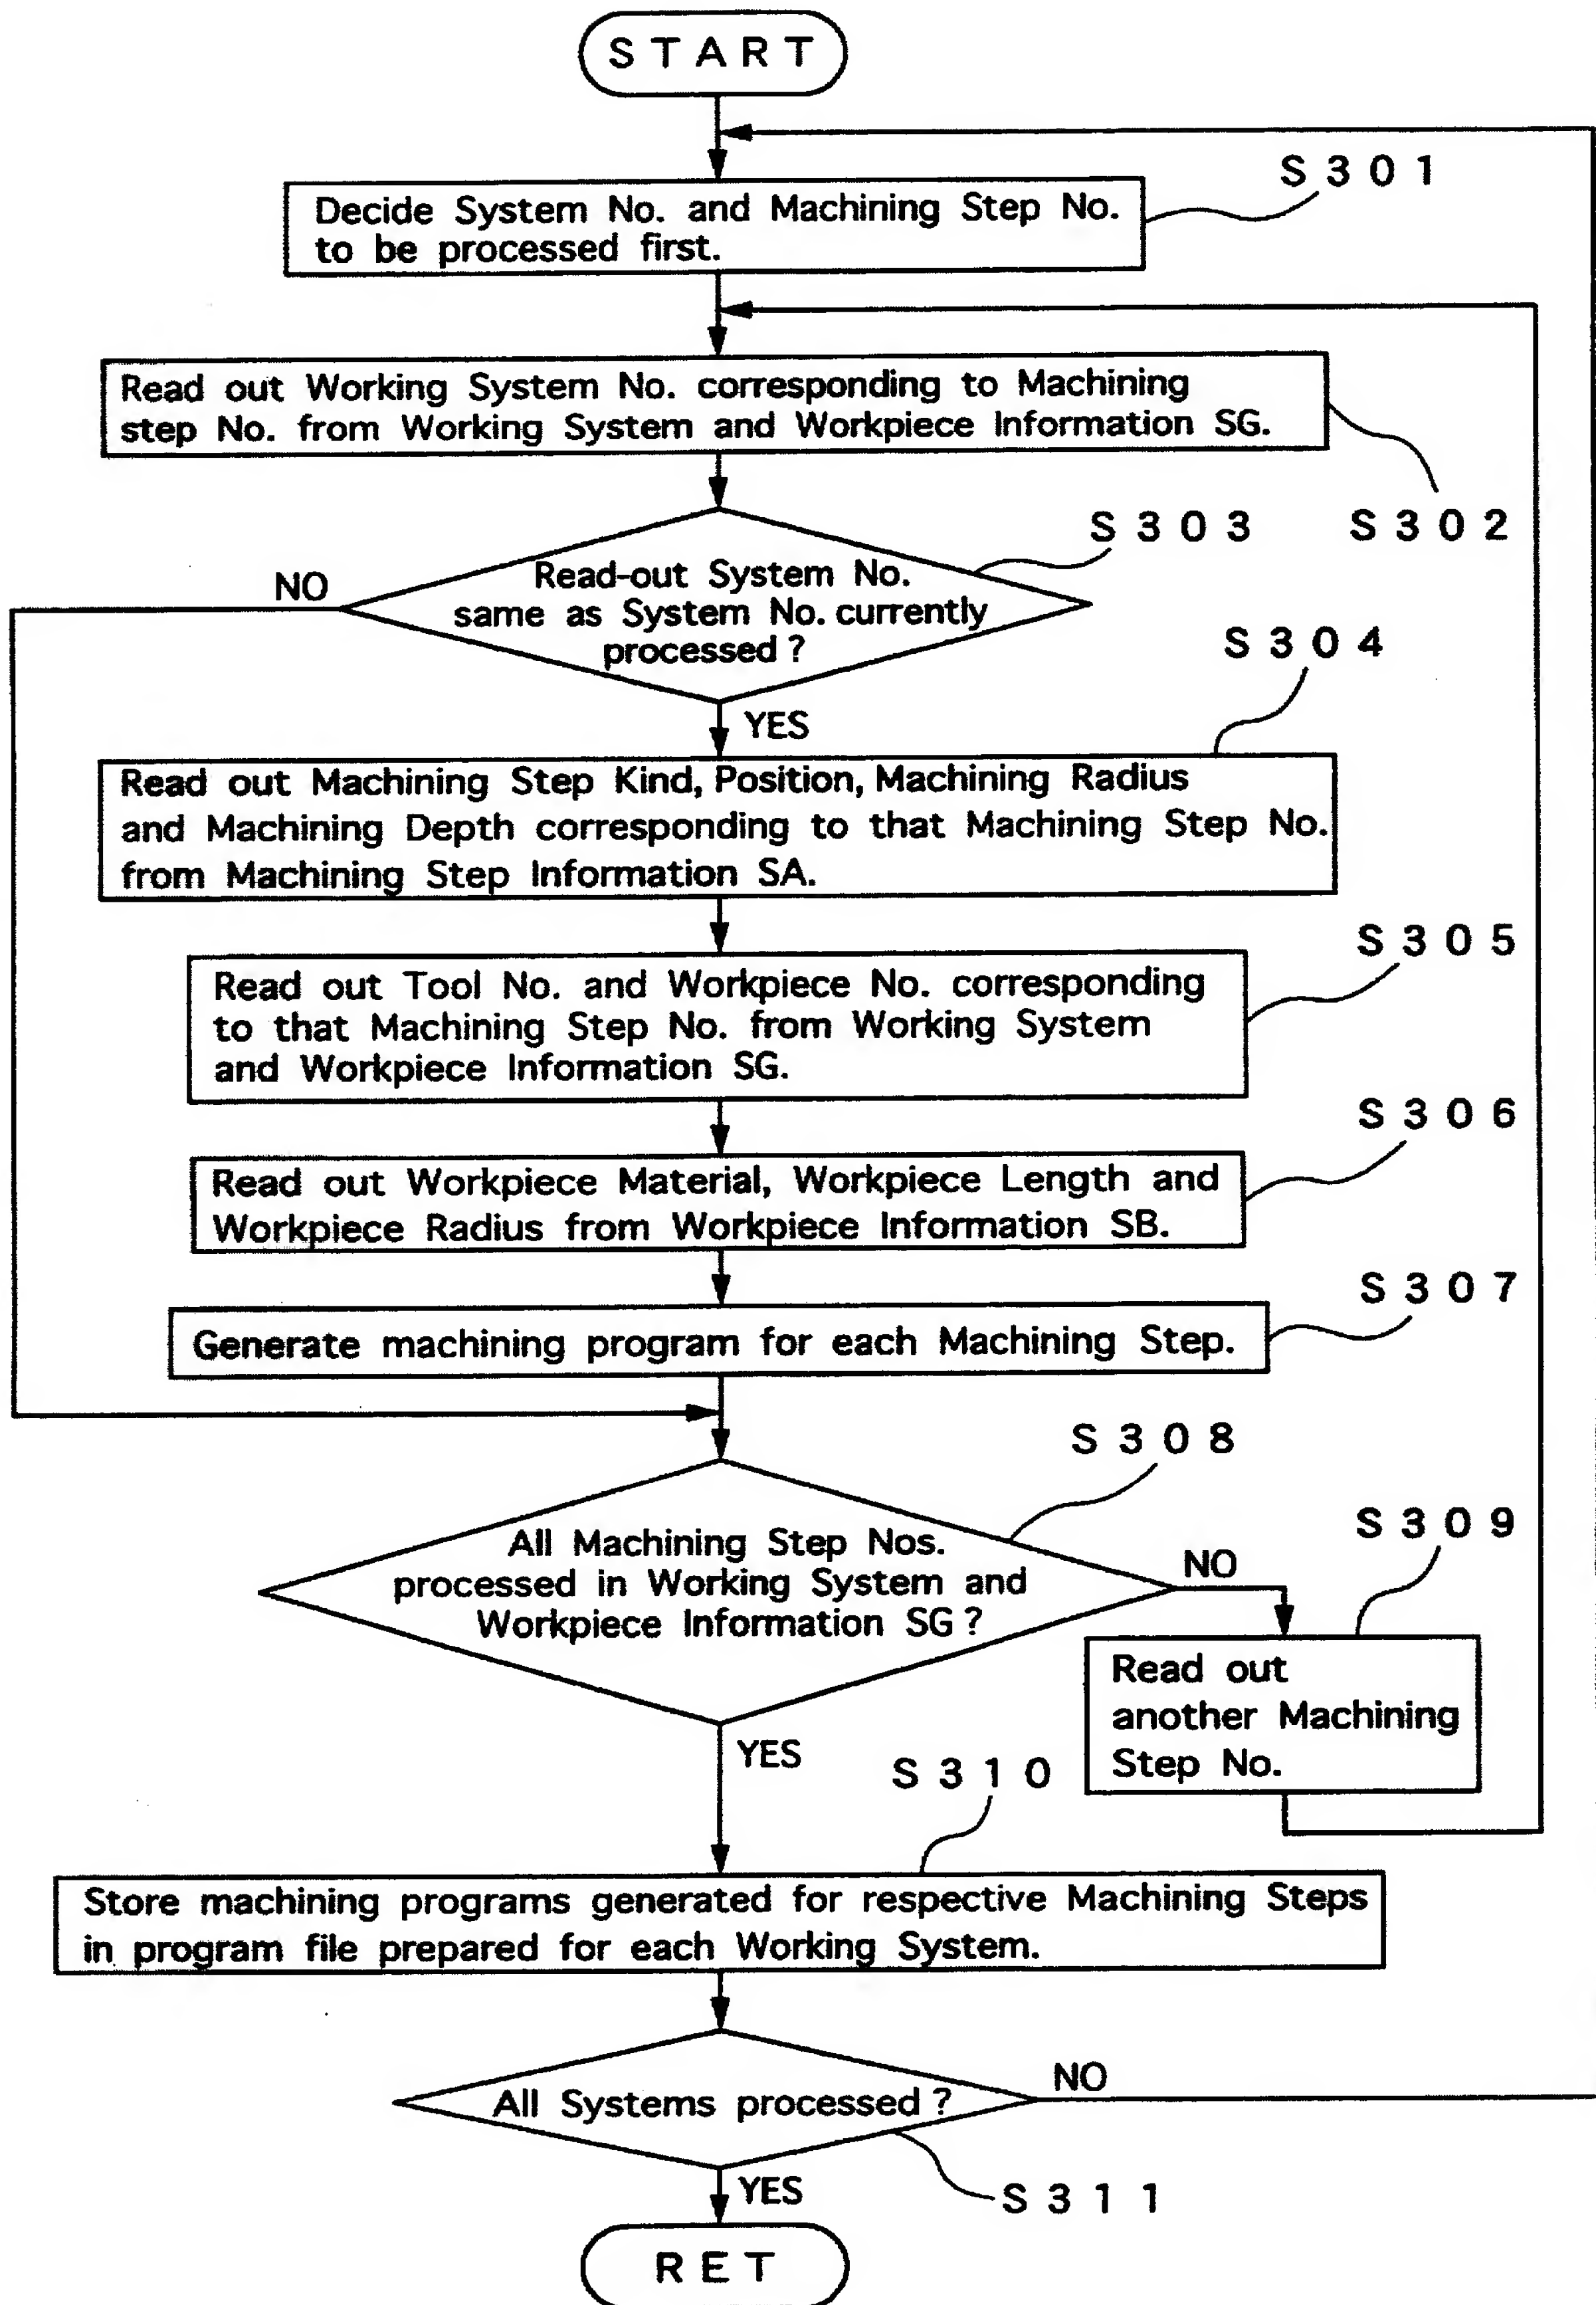 START
S301
Decide System No. and Machining Step No.
to be processed first.
Read out Working System No. corresponding to Machining
step No. from Working System and Workpiece Information SG.
S302
S303
NO
Read-out System No.
same as System No. currently
processed?
S304
YES
Read out Machining Step Kind, Position, Machining Radius
and Machining Depth corresponding to that Machining Step No.
from Machining Step Information SA.
S305
Read out Tool No. and Workpiece No. corresponding
to that Machining Step No. from Working System
and Workpiece Information SG.
S306
Read out Workpiece Material, Workpiece Length and
Workpiece Radius from Workpiece Information SB.
S307
Generate machining program for each Machining Step.
S308
All Machining Step Nos.
processed in Working System and
Workpiece Information SG?
NO
S309
Read out
another Machining
Step No.
YES
S310
Store machining programs generated for respective Machining Steps
in program file prepared for each Working System.
All Systems processed?
NO
YES
S311
RET